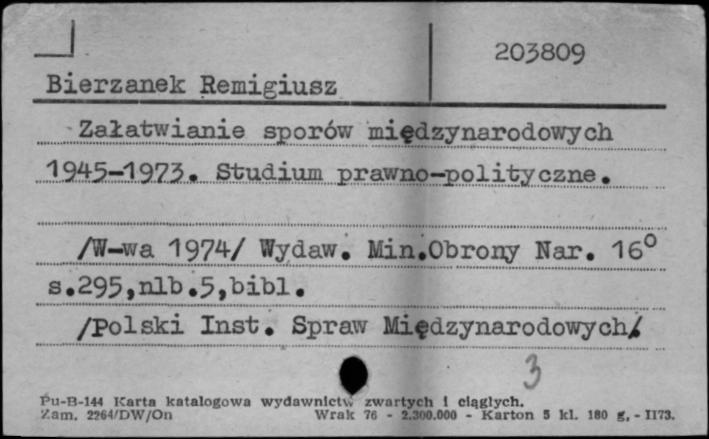 203809
Bierzanek Remigiusz
Załatwianie sporów międzynarodowych
1945-1973. Studium prawno-polityczne.
/W-wa 1974/ Wydaw. Min.Obrony Nar. 16°
s.295,nlb.5,bibl.
/Polski Inst. Spraw Międzynarodowych/
3
Pu-B-144 Karta katalogowa wydawnictw zwartych i ciągłych.
Zam. 2264/DW/On Wrak 76 - 2.300.000 - Karton 5 kl. 180 g. - II73.